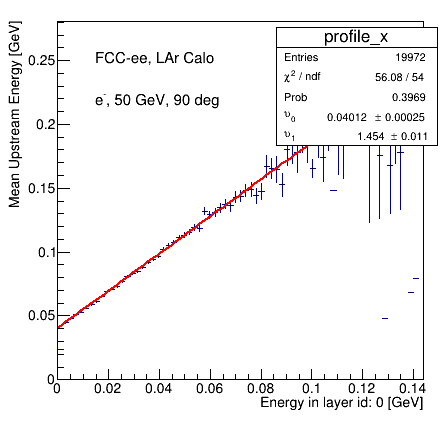 profile_x
Entries 19972
χ² / ndf 56.08 / 54
Prob 0.3969
υ₀ 0.04012 ± 0.00025
υ₁ 1.454 ± 0.011
FCC-ee, LAr Calo
e⁻, 50 GeV, 90 deg
Mean Upstream Energy [GeV]
0.25
0.2
0.15
0.1
0.05
0
0 0.02 0.04 0.06 0.08 0.1 0.12 0.14
Energy in layer id: 0 [GeV]